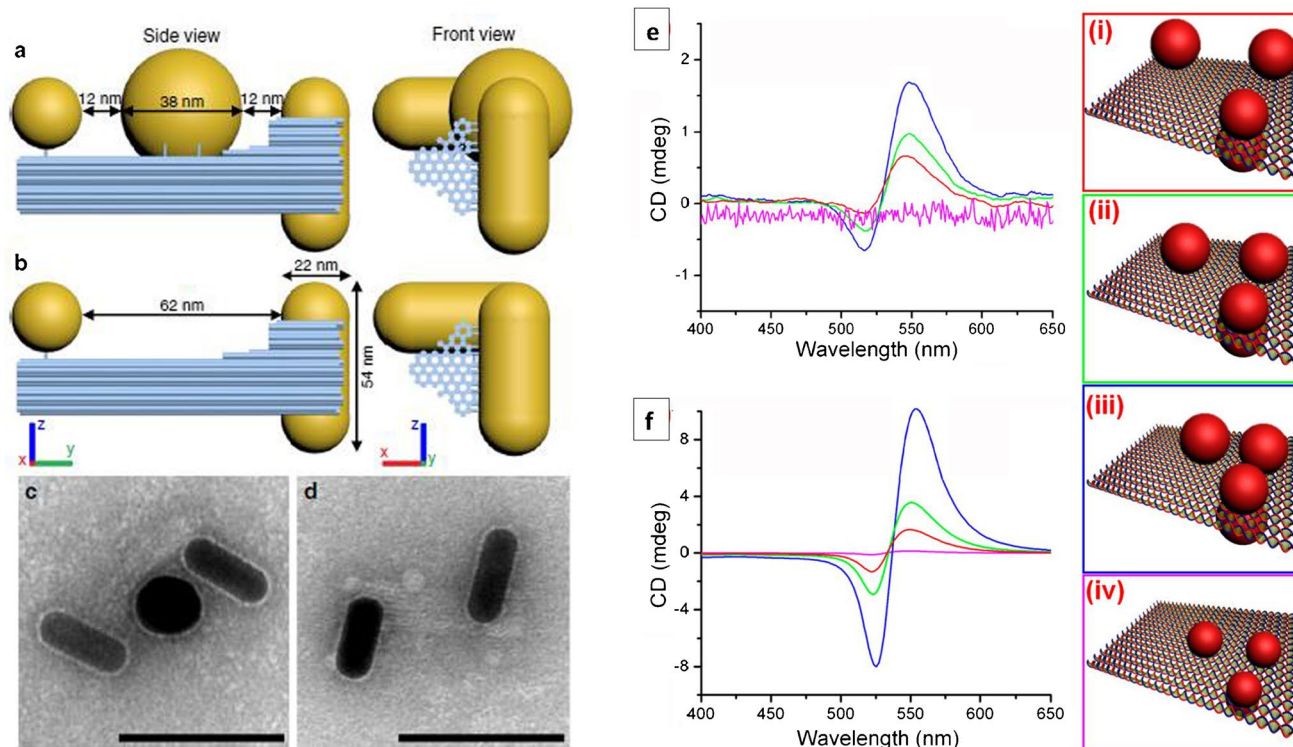 a
Side view
Front view
12 nm
38 nm
12 nm
b
22 nm
62 nm
54 nm
z
x
y
z
x
y
c
d
e
2
1
0
-1
CD (mdeg)
400 450 500 550 600 650
Wavelength (nm)
f
8
4
0
-4
-8
CD (mdeg)
400 450 500 550 600 650
Wavelength (nm)
(i)
(ii)
(iii)
(iv)